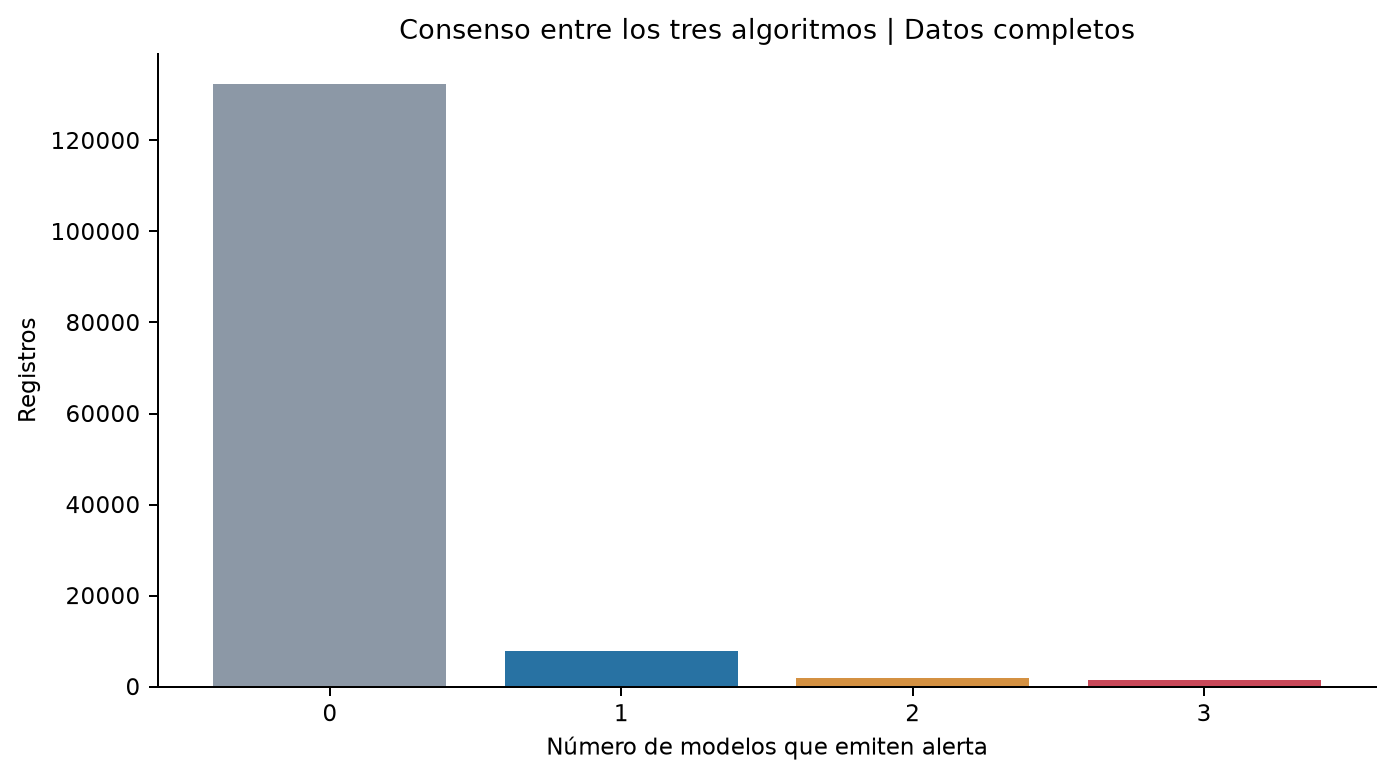 Consenso entre los tres algoritmos | Datos completos
Registros
120000
100000
80000
60000
40000
20000
0
0 1 2 3
Número de modelos que emiten alerta